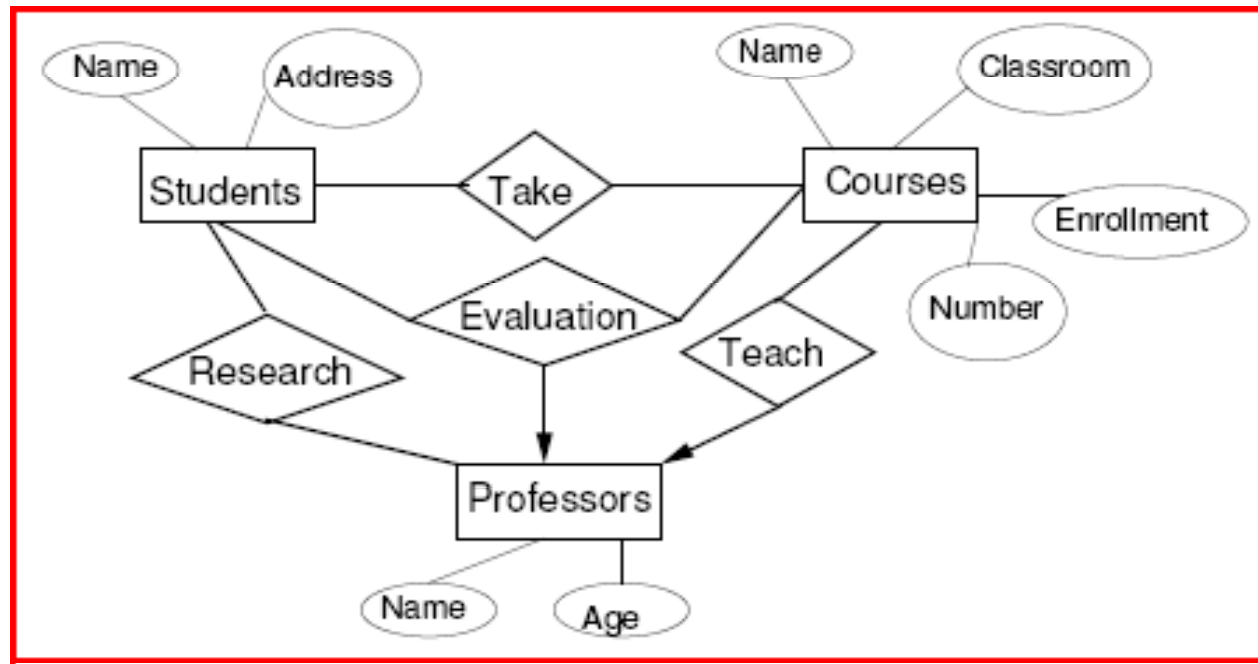 Name
Address
Name
Classroom
Students
Take
Courses
Enrollment
Evaluation
Number
Research
Teach
Professors
Name
Age